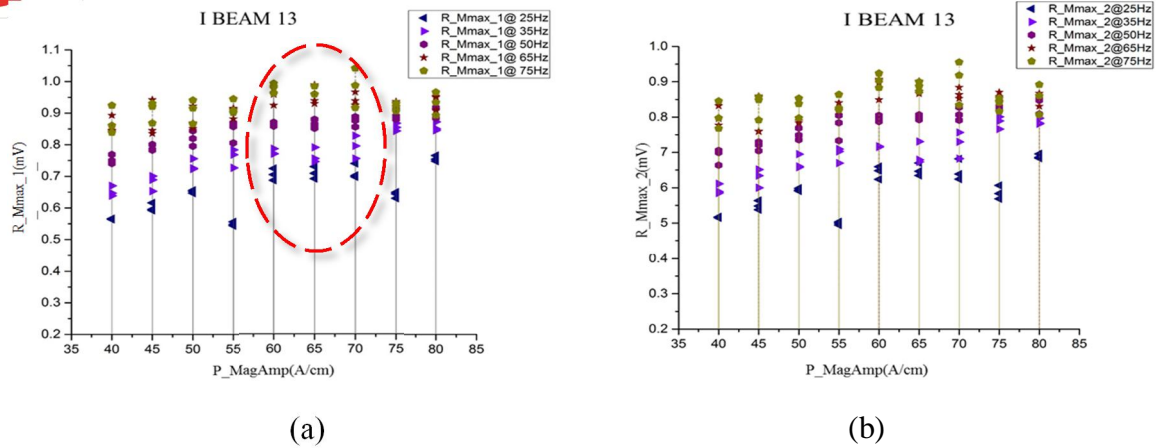 I BEAM 13
R_Mmax_1@ 25Hz
R_Mmax_1@ 35Hz
R_Mmax_1@ 50Hz
R_Mmax_1@ 65Hz
R_Mmax_1@ 75Hz
1.1
1.0
0.9
0.8
0.7
0.6
0.5
0.4
0.3
0.2
R_Mmax_1(mV)
35 40 45 50 55 60 65 70 75 80 85
P_MagAmp(A/cm)
(a)
I BEAM 13
R_Mmax_2@25Hz
R_Mmax_2@35Hz
R_Mmax_2@50Hz
R_Mmax_2@65Hz
R_Mmax_2@75Hz
1.0
0.9
0.8
0.7
0.6
0.5
0.4
0.3
0.2
R_Mmax_2(mV)
35 40 45 50 55 60 65 70 75 80 85
P_MagAmp(A/cm)
(b)